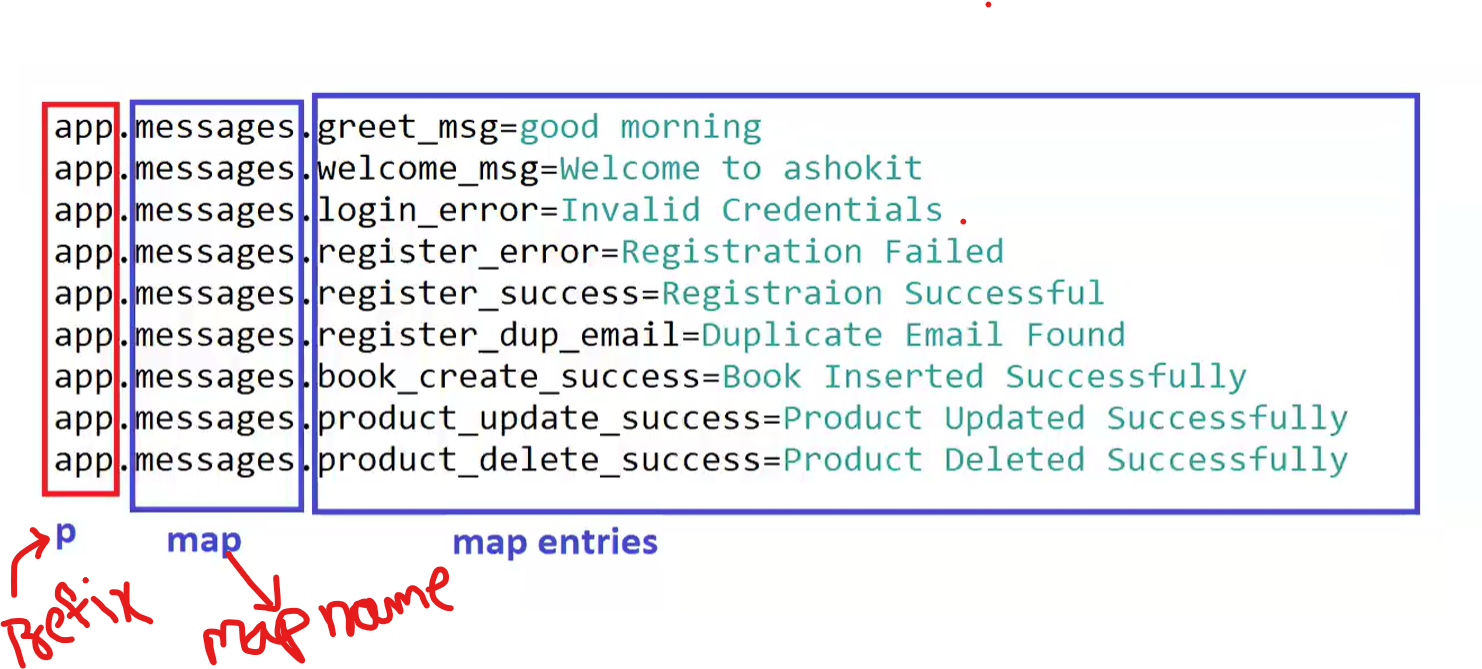 app.messages.greet_msg=good morning
app.messages.welcome_msg=Welcome to ashokit
app.messages.login_error=Invalid Credentials
app.messages.register_error=Registration Failed
app.messages.register_success=Registraion Successful
app.messages.register_dup_email=Duplicate Email Found
app.messages.book_create_success=Book Inserted Successfully
app.messages.product_update_success=Product Updated Successfully
app.messages.product_delete_success=Product Deleted Successfully
p map map entries
Prefix map name